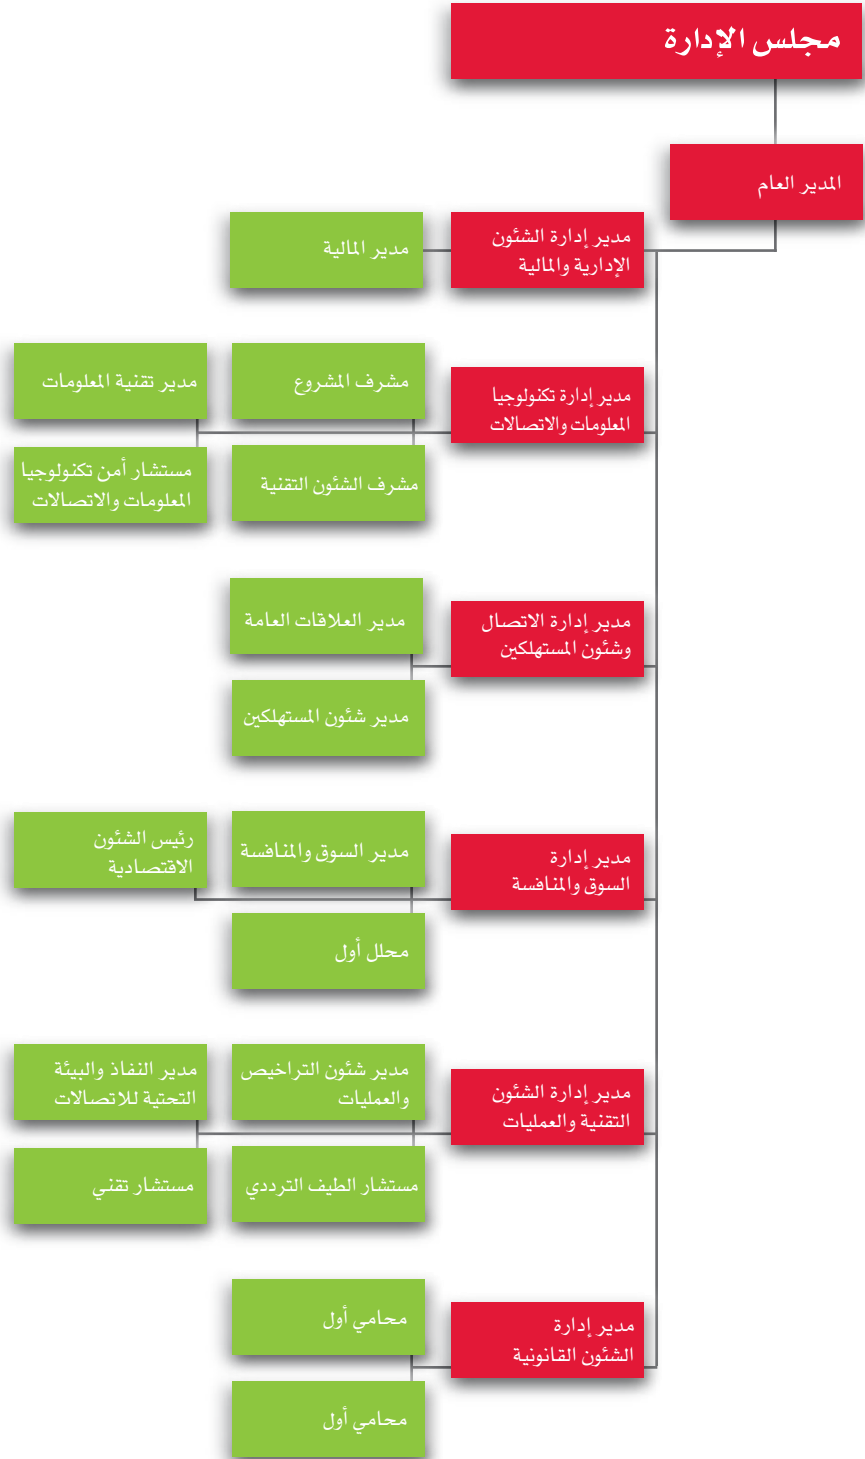 مجلس الإدارة
المدير العام
مدير إدارة الشئون
الإدارية والمالية
مدير المالية
مدير إدارة تكنولوجيا
المعلومات والاتصالات
مشرف المشروع
مدير تقنية المعلومات
مشرف الشئون التقنية
مستشار أمن تكنولوجيا
المعلومات والاتصالات
مدير إدارة الاتصال
وشئون المستهلكين
مدير العلاقات العامة
مدير شئون المستهلكين
مدير إدارة
السوق والمنافسة
مدير السوق والمنافسة
رئيس الشئون
الاقتصادية
محلل أول
مدير إدارة الشئون
التقنية والعمليات
مدير شئون التراخيص
والعمليات
مدير النفاذ والبيئة
التحتية للاتصالات
مستشار الطيف الترددي
مستشار تقني
مدير إدارة
الشئون القانونية
محامي أول
محامي أول